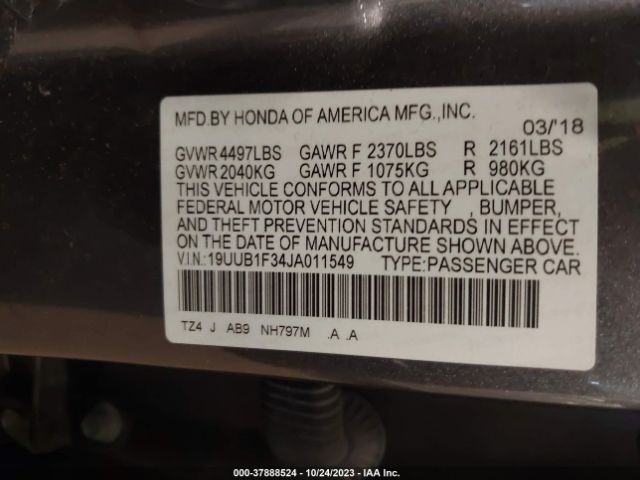 MFD.BY HONDA OF AMERICA MFG.,INC.
03/'18
GVWR 4497LBS GAWR F 2370LBS R 2161LBS
GVWR 2040KG GAWR F 1075KG R 980KG
THIS VEHICLE CONFORMS TO ALL APPLICABLE
FEDERAL MOTOR VEHICLE SAFETY , BUMPER,
AND THEFT PREVENTION STANDARDS IN EFFECT
ON THE DATE OF MANUFACTURE SHOWN ABOVE.
V.I.N.:19UUB1F34JA011549 TYPE:PASSENGER CAR
TZ4 J AB9 NH797M .A .A
000-37888524 - 10/24/2023 - IAA Inc.